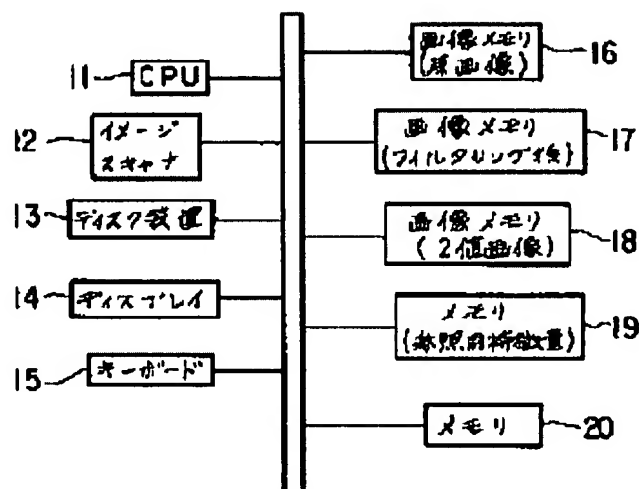 11 CPU
12 イメージ
スキャナ
13 ディスク装置
14 ディスプレイ
15 キーボード
画像メモリ
(原画像) 16
画像メモリ
(フィルタリング後) 17
画像メモリ
(2値画像) 18
メモリ
(参照用特徴量) 19
メモリ 20